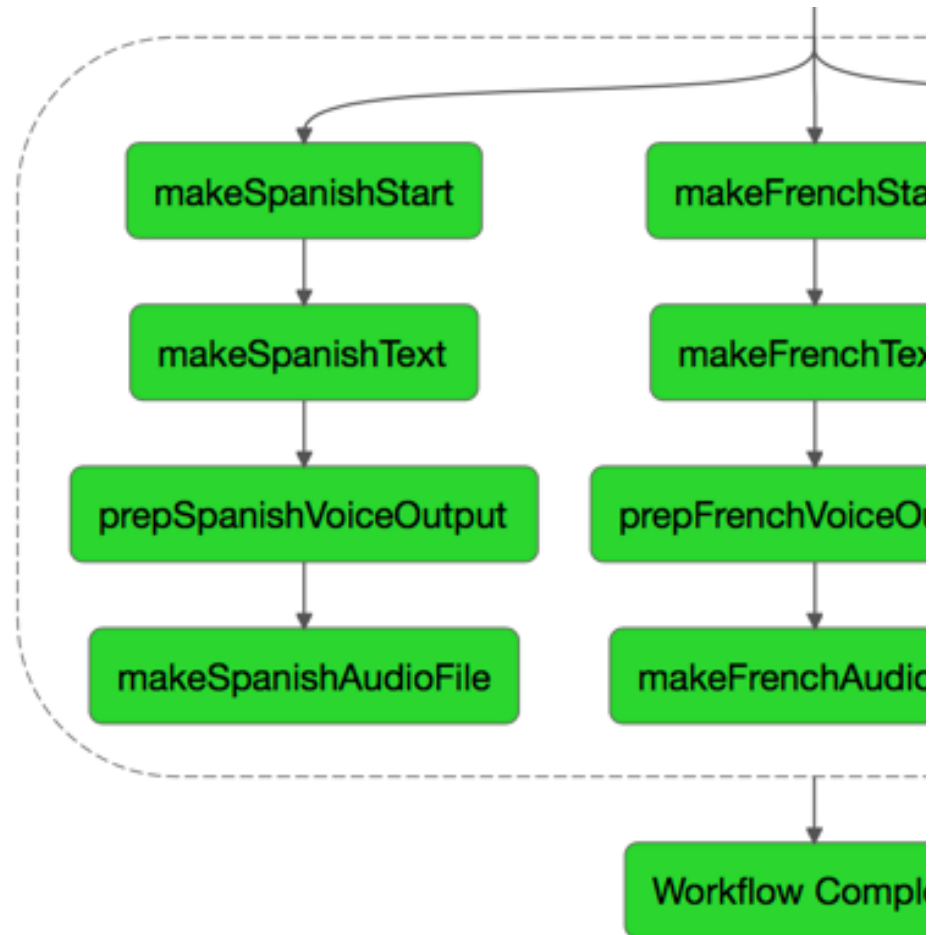 makeSpanishStart
makeFrenchSta
makeSpanishText
makeFrenchTex
prepSpanishVoiceOutput
prepFrenchVoiceOu
makeSpanishAudioFile
makeFrenchAudio
Workflow Comple